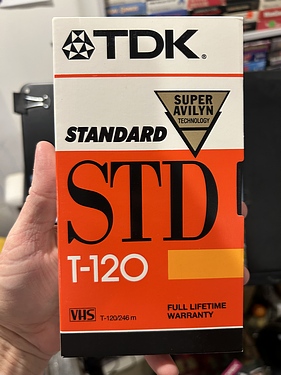 TDK®
SUPER
AVILYN
TECHNOLOGY
STANDARD
STD
T-120
VHS T-120/246 m
FULL LIFETIME
WARRANTY